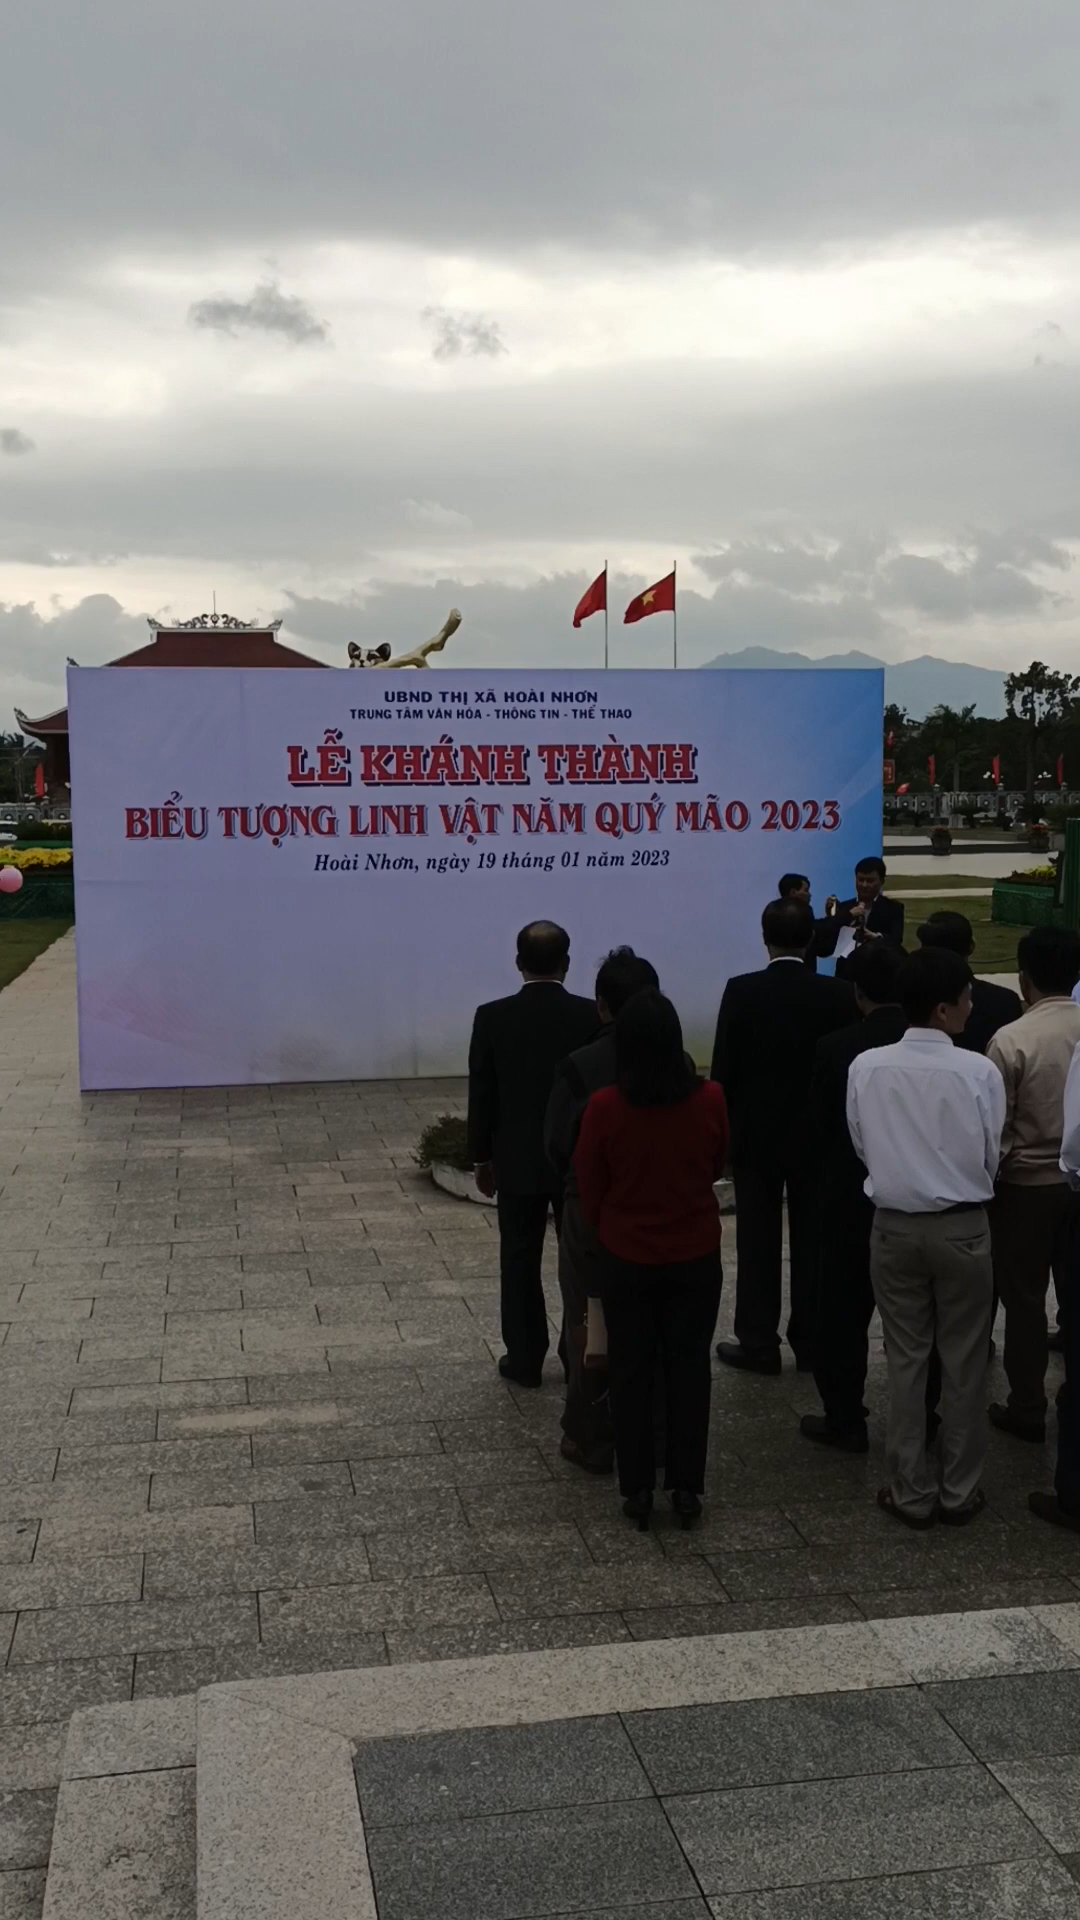 UBND THỊ XÃ HOÀI NHƠN
TRUNG TÂM VĂN HÓA - THÔNG TIN - THỂ THAO
LỄ KHÁNH THÀNH
BIỂU TƯỢNG LINH VẬT NĂM QUÝ MÃO 2023
Hoài Nhơn, ngày 19 tháng 01 năm 2023